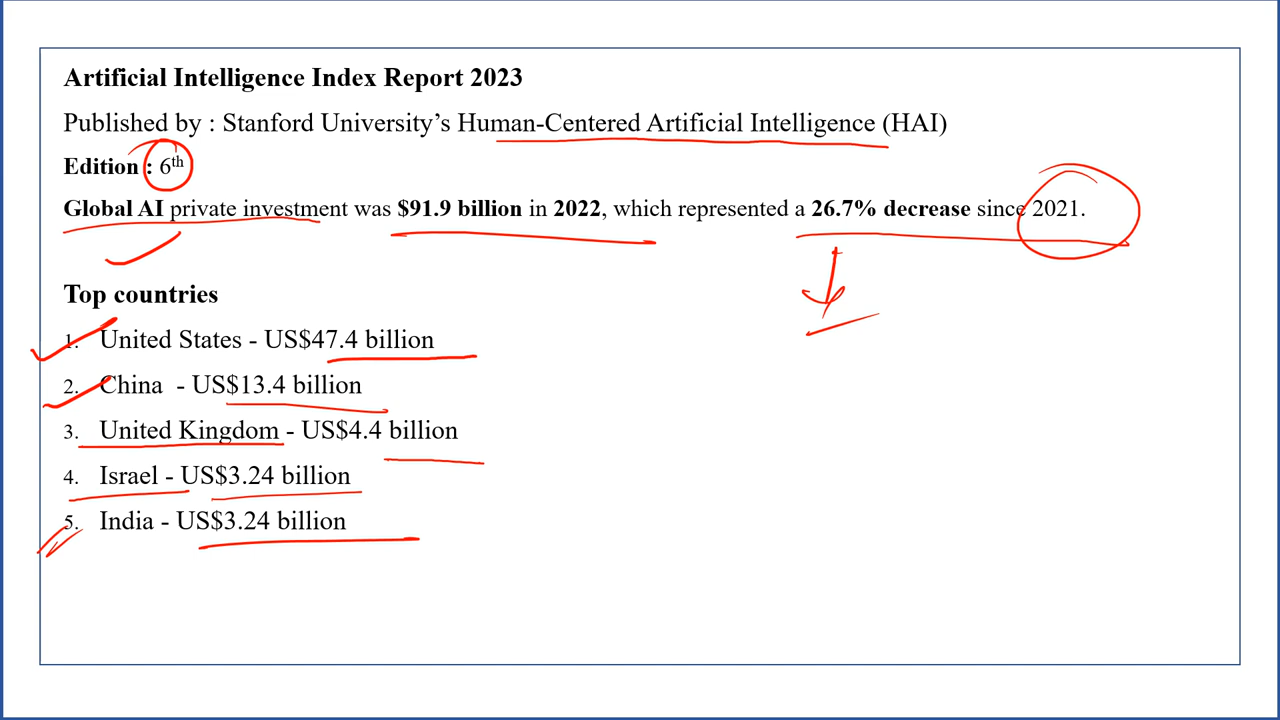 Artificial Intelligence Index Report 2023
Published by : Stanford University’s Human-Centered Artificial Intelligence (HAI)
Edition : 6th
Global AI private investment was $91.9 billion in 2022, which represented a 26.7% decrease since 2021.
Top countries
1. United States - US$47.4 billion
2. China - US$13.4 billion
3. United Kingdom - US$4.4 billion
4. Israel - US$3.24 billion
5. India - US$3.24 billion